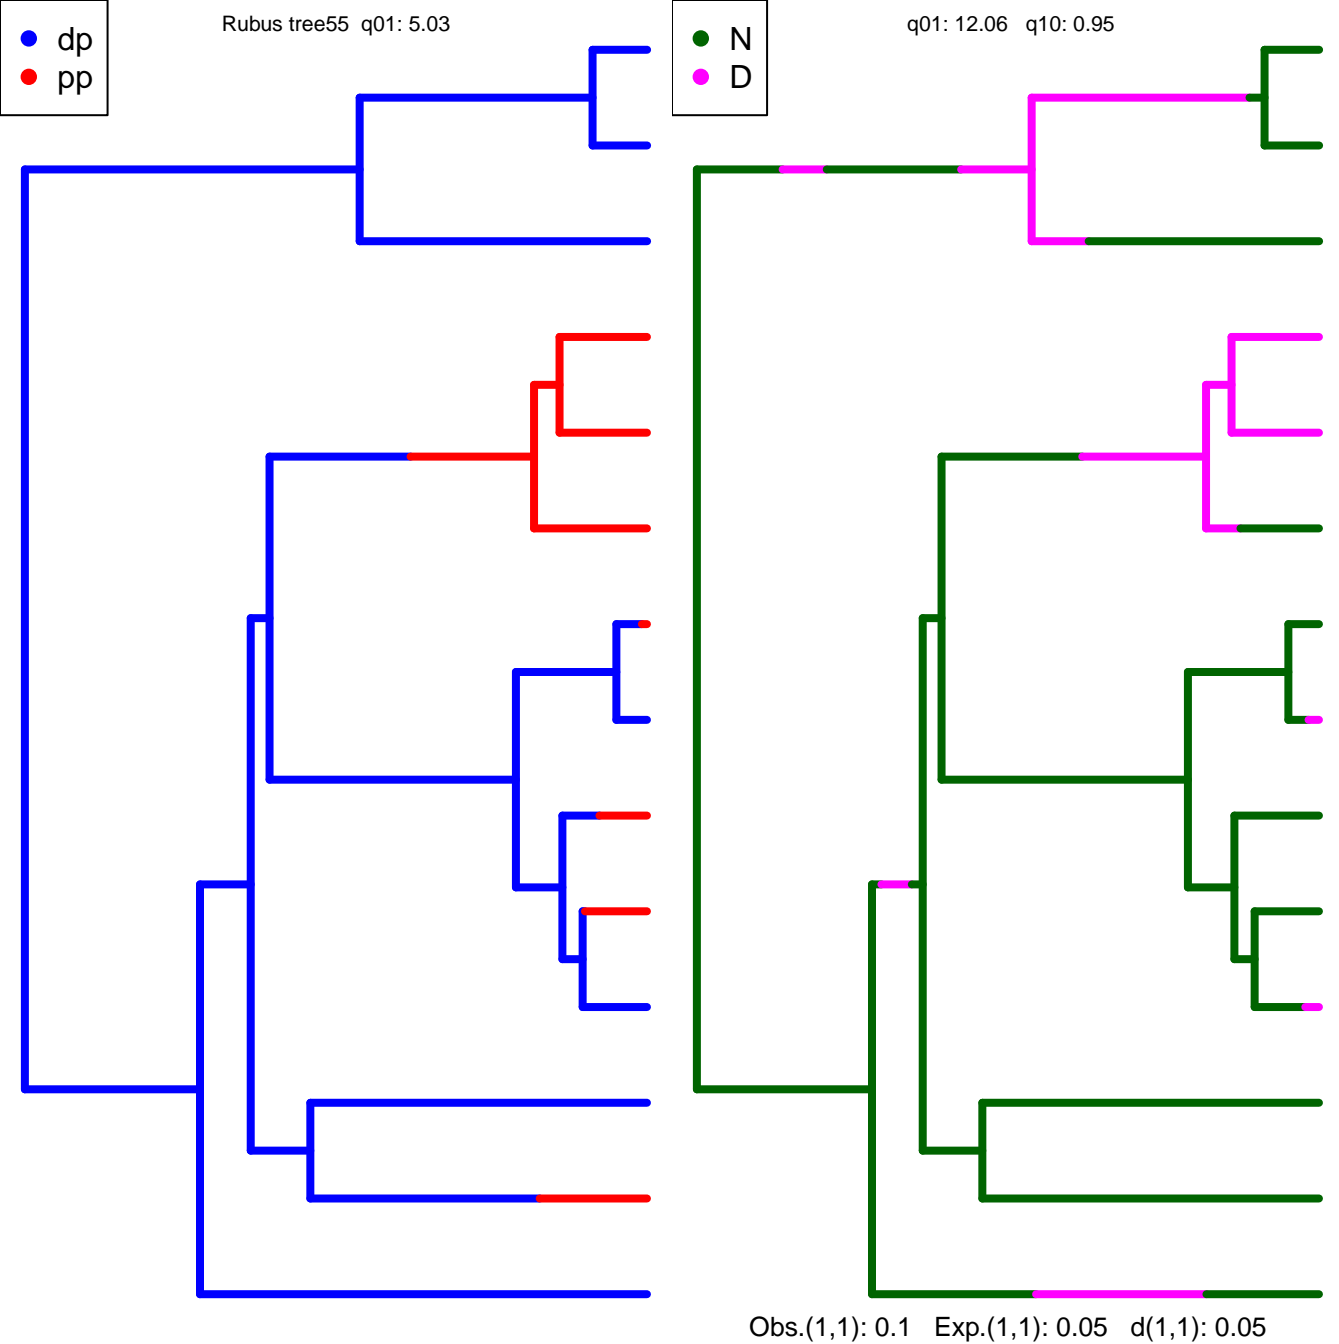 dp
pp
Rubus tree55 q01: 5.03
N
D
q01: 12.06 q10: 0.95
Obs.(1,1): 0.1 Exp.(1,1): 0.05 d(1,1): 0.05